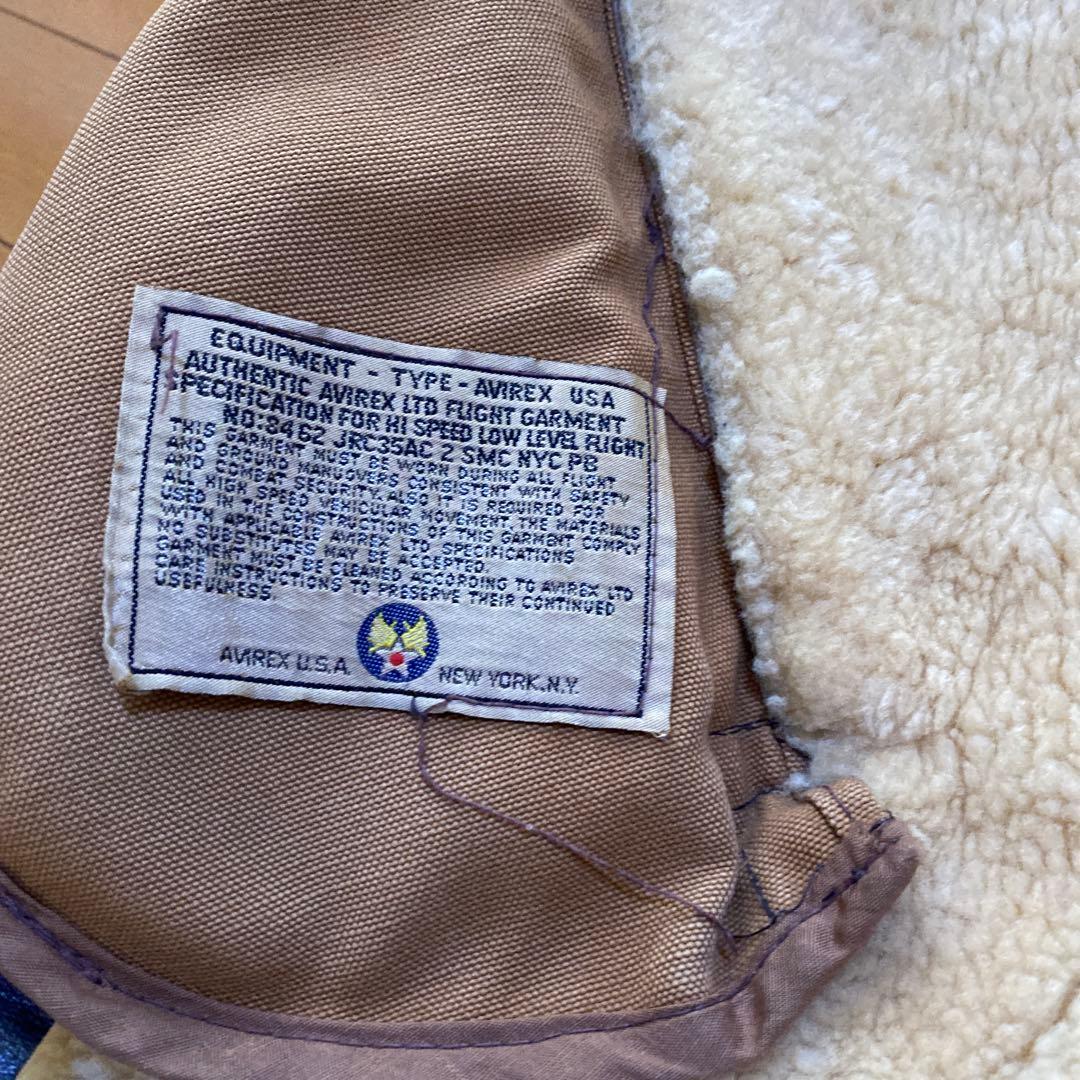 EQUIPMENT - TYPE - AVIREX USA
AUTHENTIC AVIREX LTD FLIGHT GARMENT
SPECIFICATION FOR HI SPEED LOW LEVEL FLIGHT
NO: 8462 JRC35AC 2 SMC NYC PB
THIS GARMENT MUST BE WORN DURING ALL FLIGHT
AND GROUND MANUOVERS CONSISTENT WITH SAFETY
AND COMBAT SECURITY. ALSO IT IS REQUIRED FOR
ALL HIGH SPEED VEHICULAR MOVEMENT. THE MATERIALS
USED IN THE CONSTRUCTIONS OF THIS GARMENT COMPLY
WITH APPLICABLE AVIREX LTD SPECIFICATIONS
NO SUBSTITUTES MAY BE ACCEPTED.
GARMENT MUST BE CLEANED ACCORDING TO AVIREX LTD
CARE INSTRUCTIONS TO PRESERVE THEIR CONTINUED
USEFULNESS.
AVIREX U.S.A. NEW YORK.N.Y.